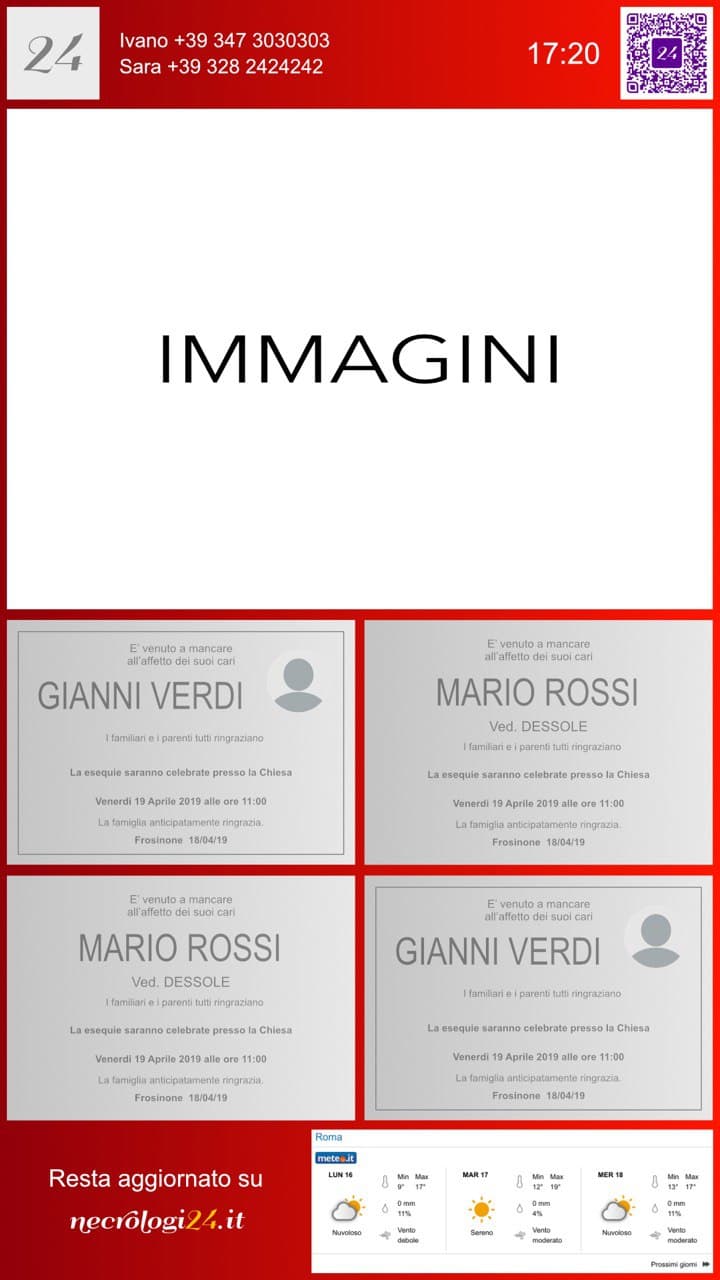 24
Ivano +39 347 3030303
Sara +39 328 2424242
17:20
24
IMMAGINI
E' venuto a mancare
all'affetto dei suoi cari
GIANNI VERDI
I familiari e i parenti tutti ringraziano
La esequie saranno celebrate presso la Chiesa
Venerdì 19 Aprile 2019 alle ore 11:00
La famiglia anticipatamente ringrazia.
Frosinone 18/04/19
E' venuto a mancare
all'affetto dei suoi cari
MARIO ROSSI
Ved. DESSOLE
I familiari e i parenti tutti ringraziano
La esequie saranno celebrate presso la Chiesa
Venerdì 19 Aprile 2019 alle ore 11:00
La famiglia anticipatamente ringrazia.
Frosinone 18/04/19
E' venuto a mancare
all'affetto dei suoi cari
MARIO ROSSI
Ved. DESSOLE
I familiari e i parenti tutti ringraziano
La esequie saranno celebrate presso la Chiesa
Venerdì 19 Aprile 2019 alle ore 11:00
La famiglia anticipatamente ringrazia.
Frosinone 18/04/19
E' venuto a mancare
all'affetto dei suoi cari
GIANNI VERDI
I familiari e i parenti tutti ringraziano
La esequie saranno celebrate presso la Chiesa
Venerdì 19 Aprile 2019 alle ore 11:00
La famiglia anticipatamente ringrazia.
Frosinone 18/04/19
Resta aggiornato su
necrologi24.it
Roma
meteo.it
LUN 16
Min Max
9° 17°
0 mm
11%
Nuvoloso
Vento
debole
MAR 17
Min Max
12° 19°
0 mm
4%
Sereno
Vento
moderato
MER 18
Min Max
13° 17°
0 mm
11%
Nuvoloso
Vento
moderato
Prossimi giorni